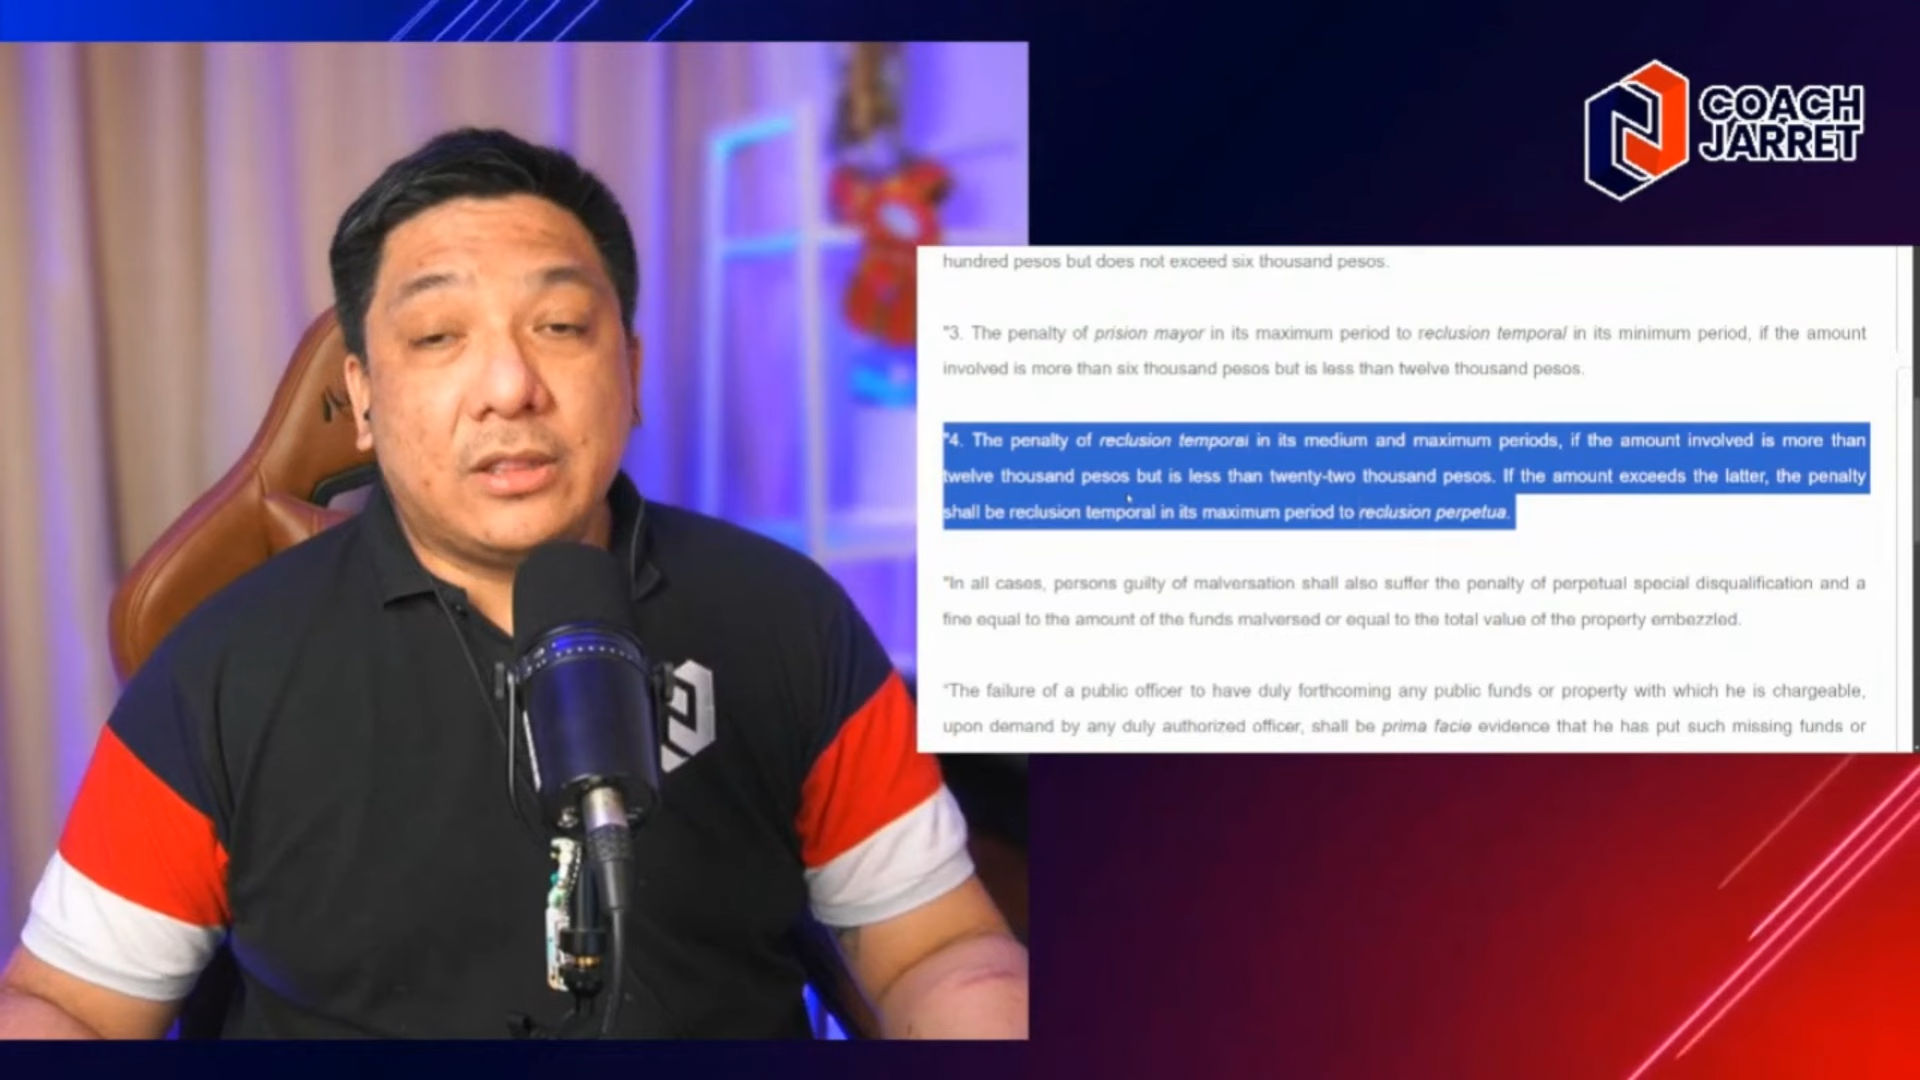 COACH
JARRET
hundred pesos but does not exceed six thousand pesos.
"3. The penalty of prision mayor in its maximum period to reclusion temporal in its minimum period, if the amount
involved is more than six thousand pesos but is less than twelve thousand pesos.
"4. The penalty of reclusion temporal in its medium and maximum periods, if the amount involved is more than
twelve thousand pesos but is less than twenty-two thousand pesos. If the amount exceeds the latter, the penalty
shall be reclusion temporal in its maximum period to reclusion perpetua.
"In all cases, persons guilty of malversation shall also suffer the penalty of perpetual special disqualification and a
fine equal to the amount of the funds malversed or equal to the total value of the property embezzled.
"The failure of a public officer to have duly forthcoming any public funds or property with which he is chargeable,
upon demand by any duly authorized officer, shall be prima facie evidence that he has put such missing funds or